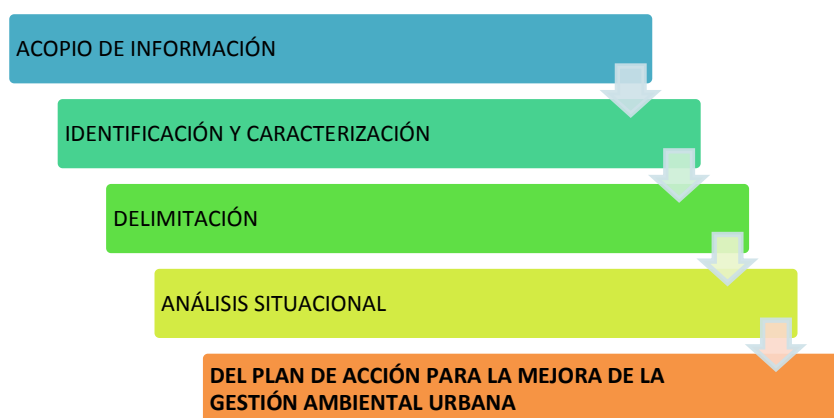 ACOPIO DE INFORMACIÓN
IDENTIFICACIÓN Y CARACTERIZACIÓN
DELIMITACIÓN
ANÁLISIS SITUACIONAL
DEL PLAN DE ACCIÓN PARA LA MEJORA DE LA
GESTIÓN AMBIENTAL URBANA